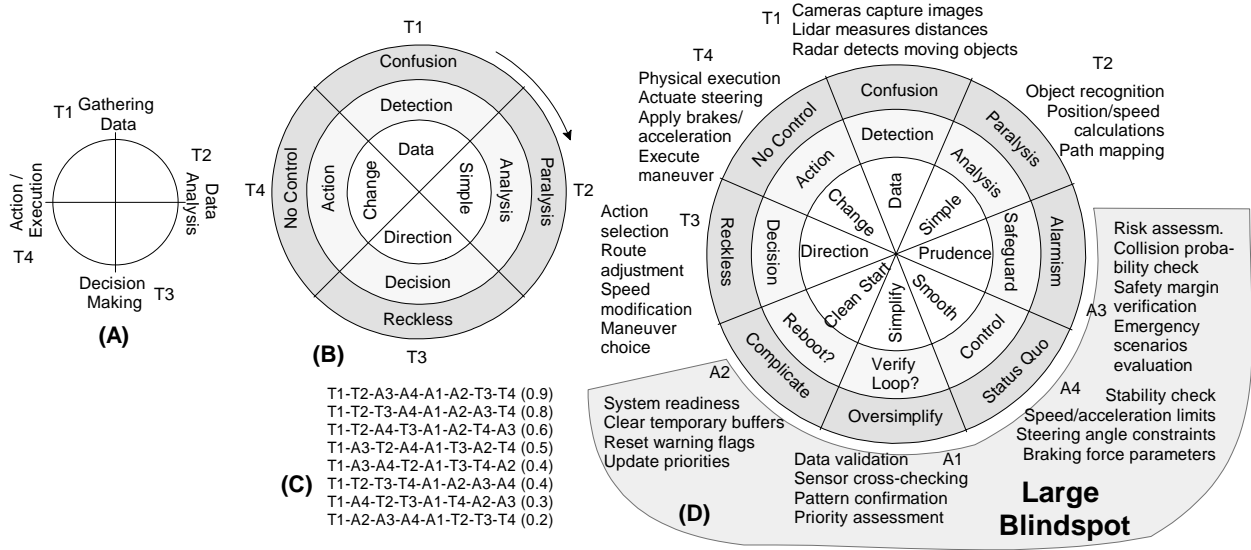 T1
Gathering
Data
T2
Data
Analysis
Action /
Execution
T4
Decision
Making
T3
(A)
T1
Confusion
Detection
Data
No Control
Action
Change
Simple
Analysis
Paralysis
T4
T2
Direction
Decision
Reckless
(B)
T3
T1-T2-A3-A4-A1-A2-T3-T4 (0.9)
T1-T2-T3-A4-A1-A2-A3-T4 (0.8)
T1-T2-A4-T3-A1-A2-T4-A3 (0.6)
T1-A3-T2-A4-A1-T3-A2-T4 (0.5)
T1-A3-A4-T2-A1-T3-T4-A2 (0.4)
T1-T2-T3-T4-A1-A2-A3-A4 (0.4)
T1-A4-T2-T3-A1-T4-A2-A3 (0.3)
T1-A2-A3-A4-A1-T2-T3-T4 (0.2)
(C)
T1
Cameras capture images
Lidar measures distances
Radar detects moving objects
T4
Physical execution
Actuate steering
Apply brakes/
acceleration
Execute
maneuver
T2
Object recognition
Position/speed
calculations
Path mapping
Action
selection
T3
Route
adjustment
Speed
modification
Maneuver
choice
Confusion
Detection
Data
Paralysis
Analysis
Simple
Alarmism
Safeguard
Prudence
Status Quo
Control
Smooth
Oversimplify
Verify
Loop?
Simplify
Complicate
Reboot?
Clean Start
Reckless
Decision
Direction
No Control
Action
Change
Risk assessm.
Collision proba-
bility check
Safety margin
verification
Emergency
scenarios
evaluation
A3
A4
Stability check
Speed/acceleration limits
Steering angle constraints
Braking force parameters
A2
System readiness
Clear temporary buffers
Reset warning flags
Update priorities
A1
Data validation
Sensor cross-checking
Pattern confirmation
Priority assessment
(D)
Large
Blindspot